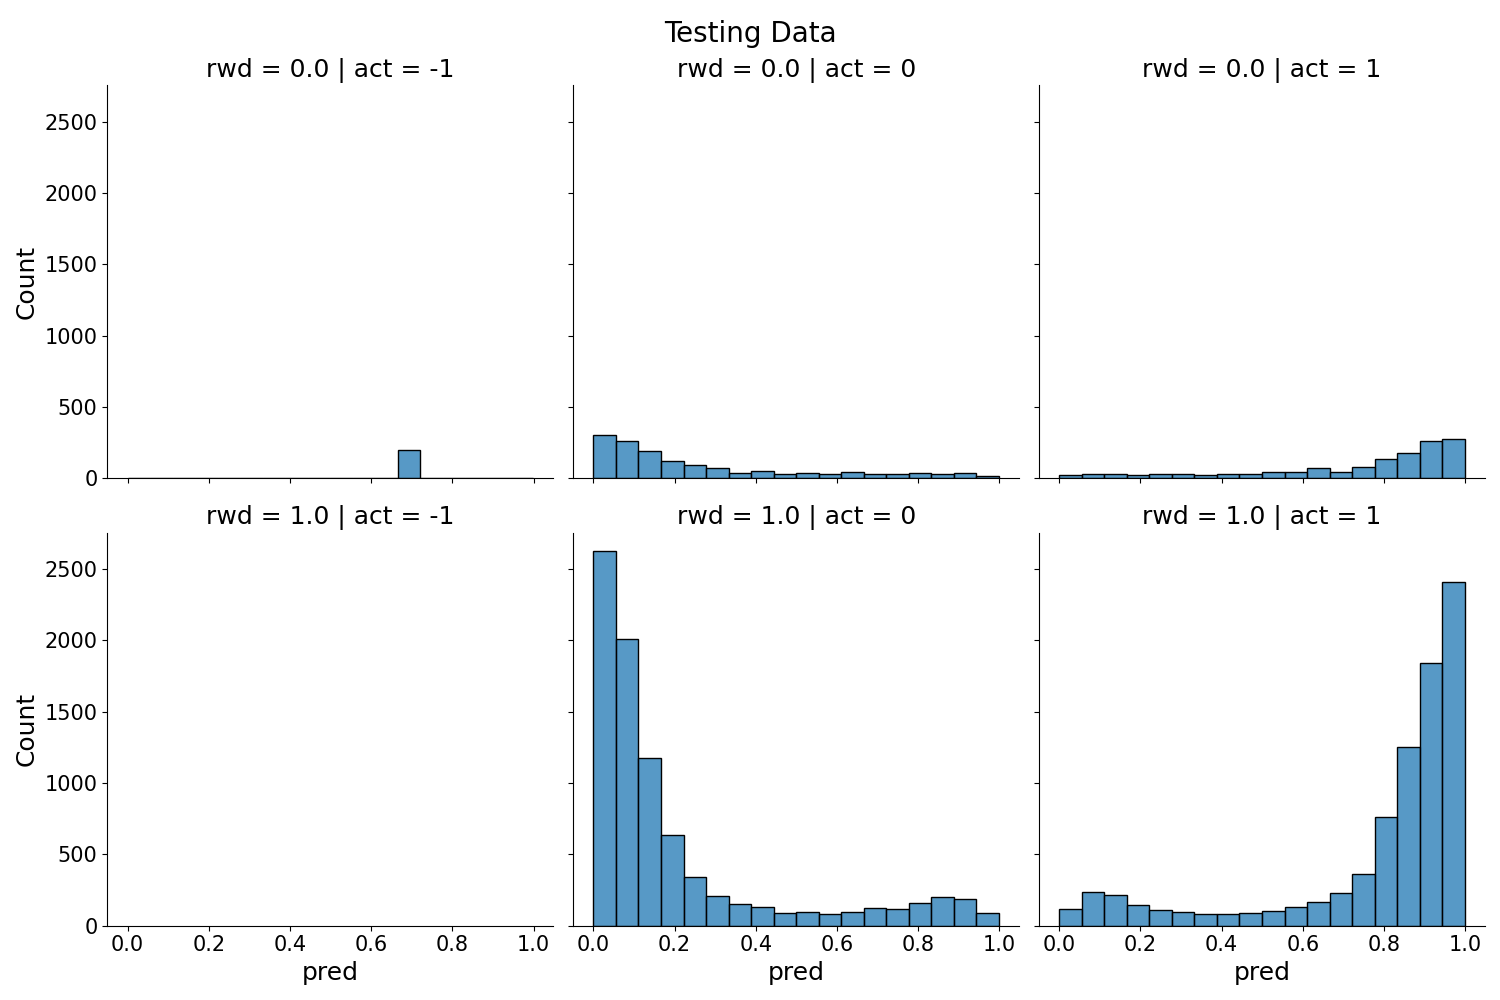 Testing Data
rwd = 0.0 | act = -1
rwd = 0.0 | act = 0
rwd = 0.0 | act = 1
Count
2500
2000
1500
1000
500
0
rwd = 1.0 | act = -1
rwd = 1.0 | act = 0
rwd = 1.0 | act = 1
Count
2500
2000
1500
1000
500
0
0.0 0.2 0.4 0.6 0.8 1.0
0.0 0.2 0.4 0.6 0.8 1.0
0.0 0.2 0.4 0.6 0.8 1.0
pred
pred
pred